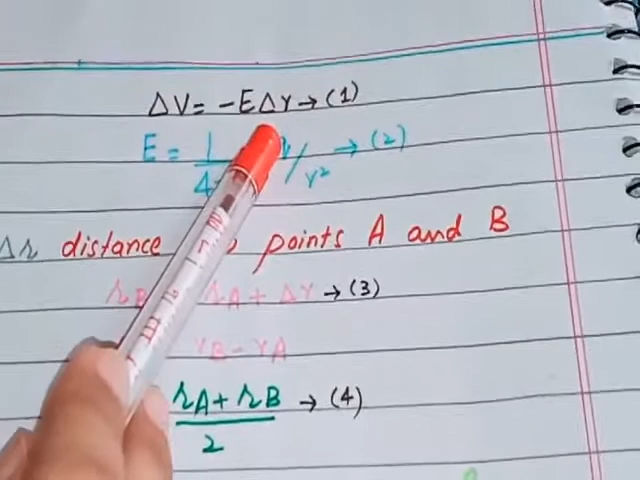 ΔV = -EΔr → (1)
E = 1/4 /r² → (2)
Δr distance points A and B
rB rA + Δr → (3)
rB - rA
rA + rB / 2 → (4)